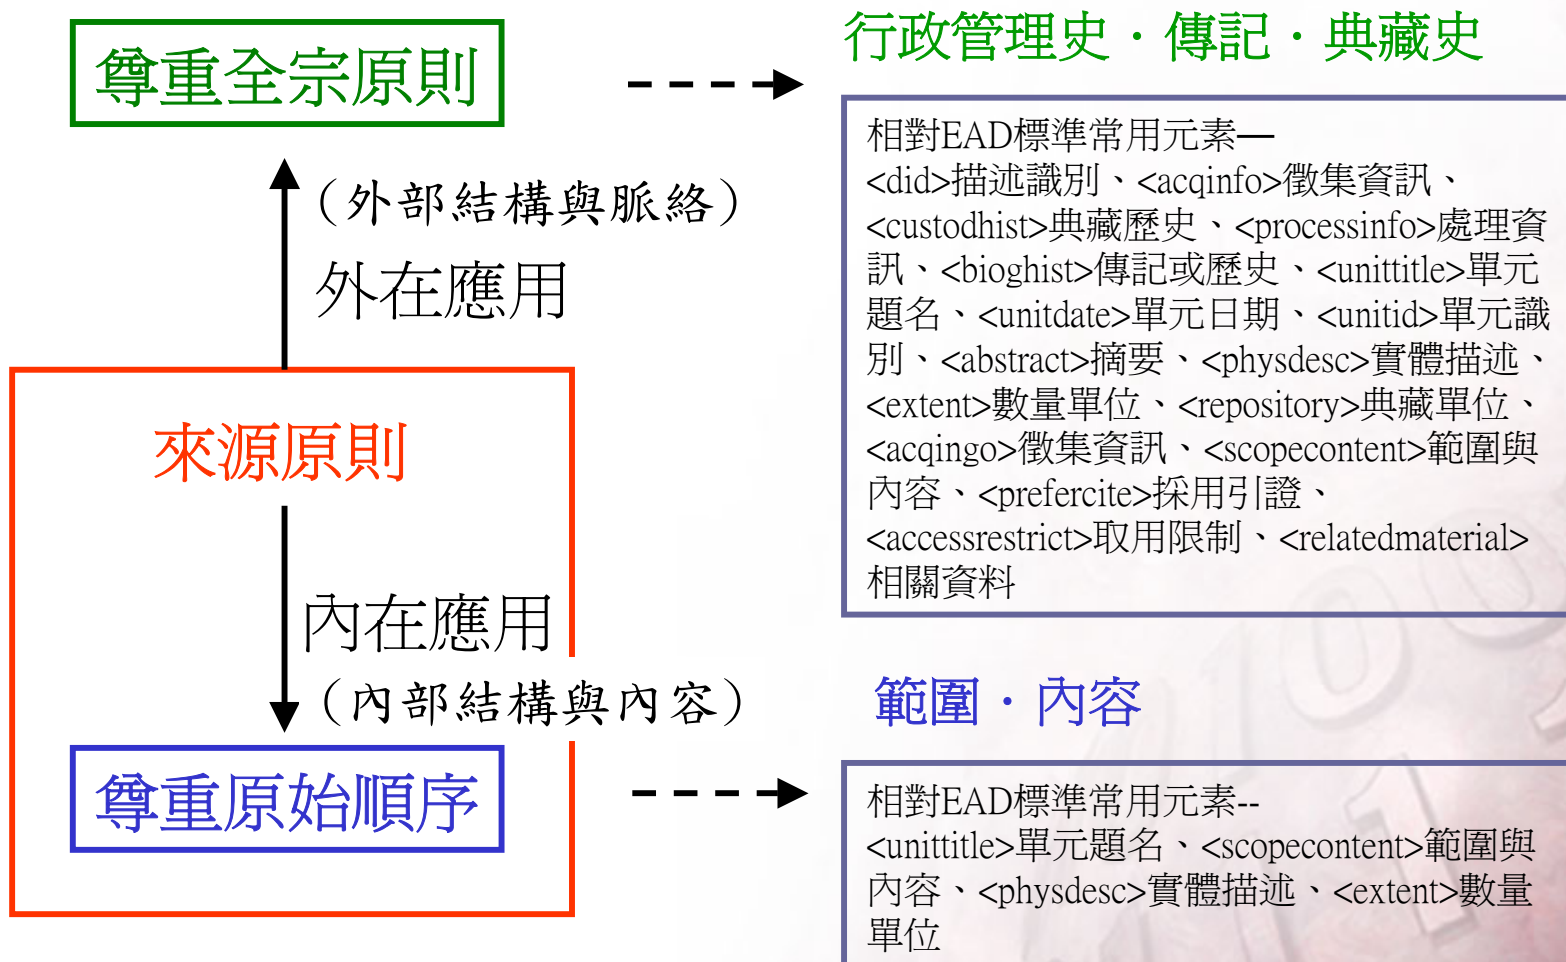 尊重全宗原則
(外部結構與脈絡)
外在應用
來源原則
內在應用
(內部結構與內容)
尊重原始順序
行政管理史·傳記·典藏史
相對EAD標準常用元素—
<did>描述識別、<acqinfo>徵集資訊、
<custodhist>典藏歷史、<processinfo>處理資
訊、<bioghist>傳記或歷史、<unittitle>單元
題名、<unitdate>單元日期、<unitid>單元識
別、<abstract>摘要、<physdesc>實體描述、
<extent>數量單位、<repository>典藏單位、
<acqingo>徵集資訊、<scopecontent>範圍與
內容、<prefercite>採用引證、
<accessrestrict>取用限制、<relatedmaterial>
相關資料
範圍·內容
相對EAD標準常用元素--
<unittitle>單元題名、<scopecontent>範圍與
內容、<physdesc>實體描述、<extent>數量
單位